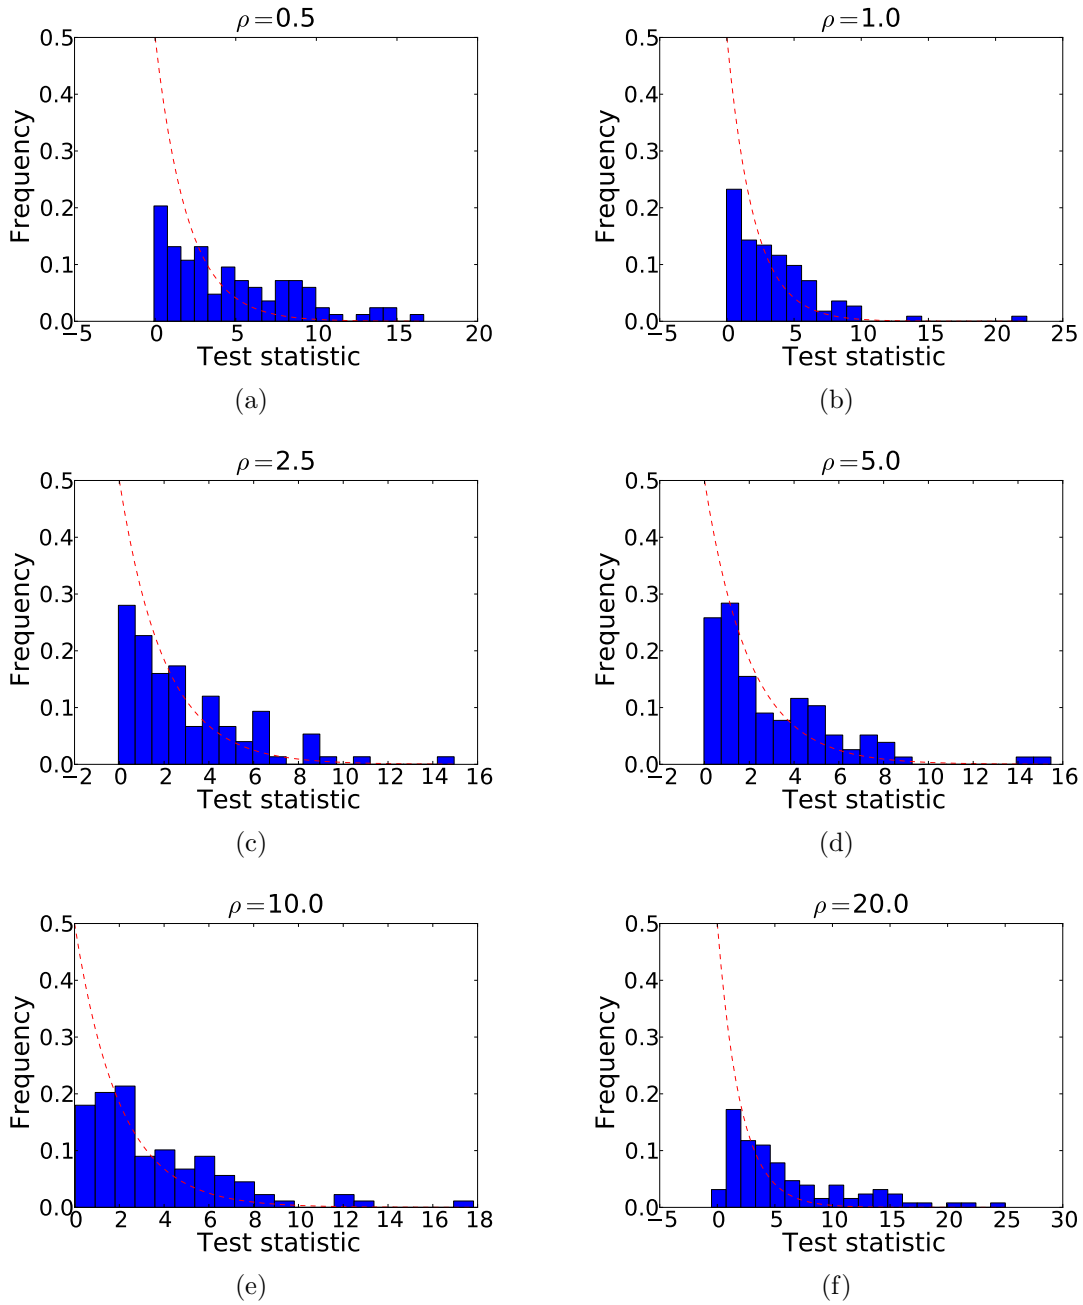 ρ=0.5
0.5
0.4
0.3
0.2
0.1
0.0
Frequency
−5 0 5 10 15 20
Test statistic
(a)
ρ=1.0
0.5
0.4
0.3
0.2
0.1
0.0
Frequency
−5 0 5 10 15 20 25
Test statistic
(b)
ρ=2.5
0.5
0.4
0.3
0.2
0.1
0.0
Frequency
−2 0 2 4 6 8 10 12 14 16
Test statistic
(c)
ρ=5.0
0.5
0.4
0.3
0.2
0.1
0.0
Frequency
−2 0 2 4 6 8 10 12 14 16
Test statistic
(d)
ρ=10.0
0.5
0.4
0.3
0.2
0.1
0.0
Frequency
0 2 4 6 8 10 12 14 16 18
Test statistic
(e)
ρ=20.0
0.5
0.4
0.3
0.2
0.1
0.0
Frequency
−5 0 5 10 15 20 25 30
Test statistic
(f)